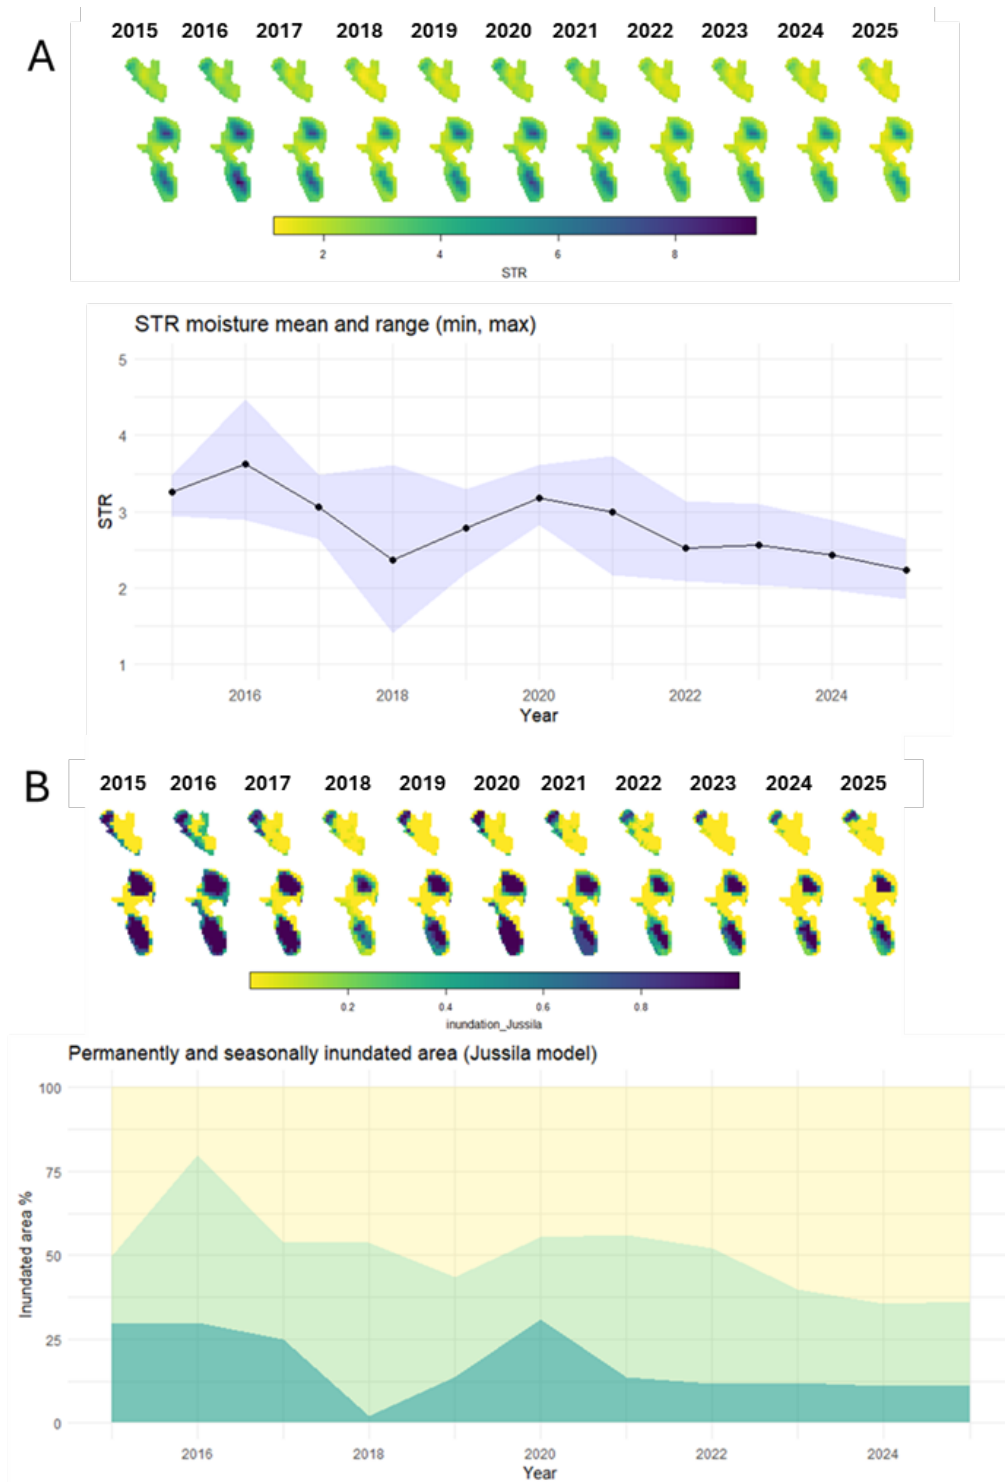 2015 2016 2017 2018 2019 2020 2021 2022 2023 2024 2025
A
2 4 6 8
STR
STR moisture mean and range (min, max)
5
4
3
2
1
STR
2016 2018 2020 2022 2024
Year
B
2015 2016 2017 2018 2019 2020 2021 2022 2023 2024 2025
0.2 0.4 0.6 0.8
inundation_Jussila
Permanently and seasonally inundated area (Jussila model)
100
75
50
25
0
Inundated area %
2016 2018 2020 2022 2024
Year